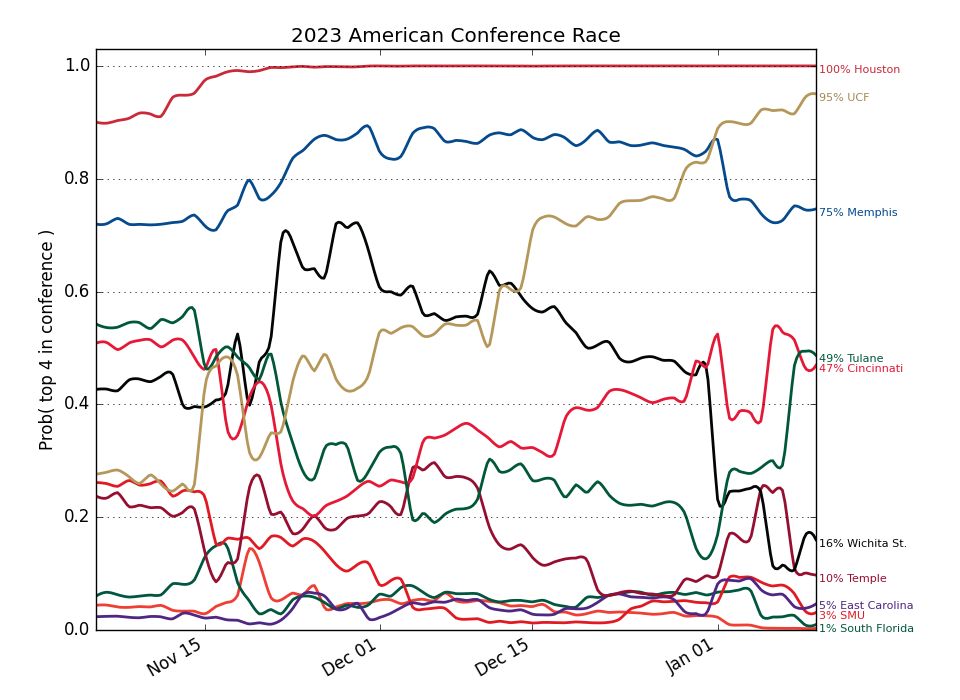 2023 American Conference Race
1.0
0.8
0.6
0.4
0.2
0.0
Prob( top 4 in conference )
Nov 15
Dec 01
Dec 15
Jan 01
100% Houston
95% UCF
75% Memphis
49% Tulane
47% Cincinnati
16% Wichita St.
10% Temple
5% East Carolina
3% SMU
1% South Florida